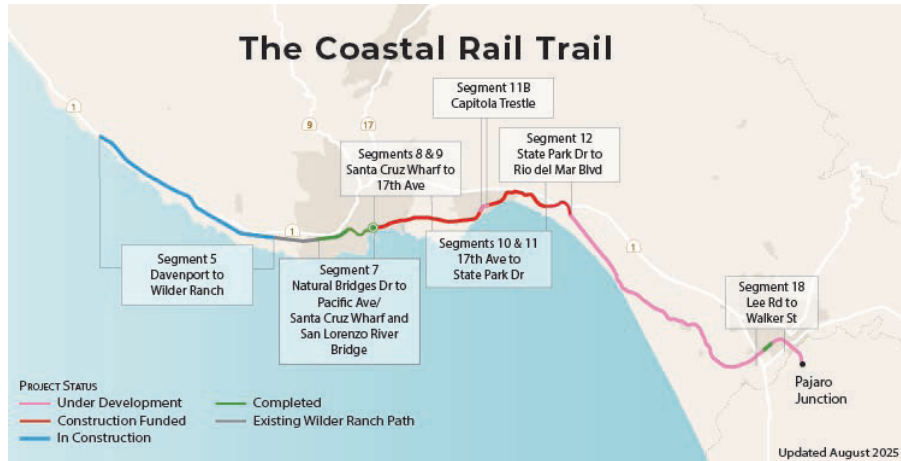 The Coastal Rail Trail
Segment 11B
Capitola Trestle
1
9
17
Segment 12
State Park Dr to
Rio del Mar Blvd
Segments 8 & 9
Santa Cruz Wharf to
17th Ave
1
1
Segment 5
Davenport to
Wilder Ranch
Segment 7
Natural Bridges Dr to
Pacific Ave/
Santa Cruz Wharf and
San Lorenzo River
Bridge
Segments 10 & 11
17th Ave to
State Park Dr
Segment 18
Lee Rd to
Walker St
Pajaro
Junction
PROJECT STATUS
Under Development
Construction Funded
In Construction
Completed
Existing Wilder Ranch Path
Updated August 2025